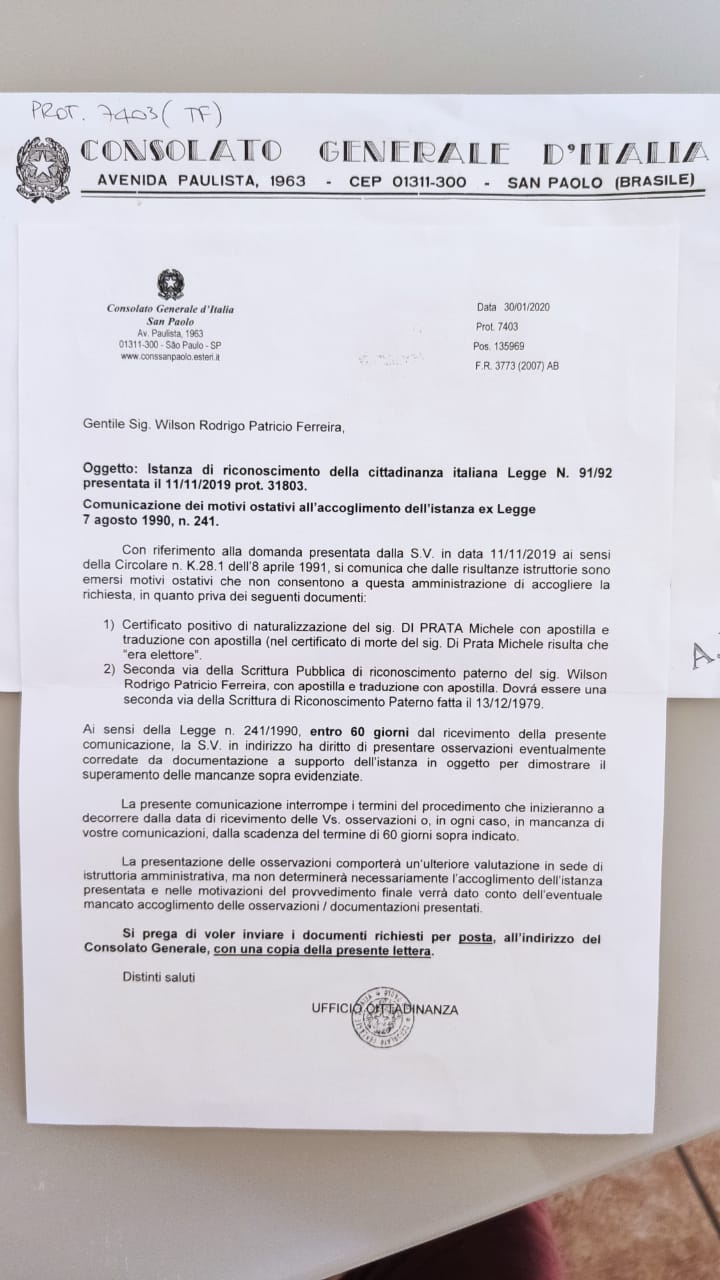 PROT. 7403 (TF)
CONSOLATO GENERALE D'ITALIA
AVENIDA PAULISTA, 1963 - CEP 01311-300 - SAN PAOLO (BRASILE)
Consolato Generale d'Italia
San Paolo
Av. Paulista, 1963
01311-300 - São Paulo - SP
www.conssanpaolo.esteri.it
Data 30/01/2020
Prot. 7403
Pos. 135969
F.R. 3773 (2007) AB
Gentile Sig. Wilson Rodrigo Patricio Ferreira,
Oggetto: Istanza di riconoscimento della cittadinanza italiana Legge N. 91/92
presentata il 11/11/2019 prot. 31803.
Comunicazione dei motivi ostativi all'accoglimento dell'istanza ex Legge
7 agosto 1990, n. 241.
Con riferimento alla domanda presentata dalla S.V. in data 11/11/2019 ai sensi
della Circolare n. K.28.1 dell'8 aprile 1991, si comunica che dalle risultanze istruttorie sono
emersi motivi ostativi che non consentono a questa amministrazione di accogliere la
richiesta, in quanto priva dei seguenti documenti:
1) Certificato positivo di naturalizzazione del sig. DI PRATA Michele con apostilla e
traduzione con apostilla (nel certificato di morte del sig. Di Prata Michele risulta che
"era elettore".
2) Seconda via della Scrittura Pubblica di riconoscimento paterno del sig. Wilson
Rodrigo Patricio Ferreira, con apostilla e traduzione con apostilla. Dovrà essere una
seconda via della Scrittura di Riconoscimento Paterno fatta il 13/12/1979.
Ai sensi della Legge n. 241/1990, entro 60 giorni dal ricevimento della presente
comunicazione, la S.V. in indirizzo ha diritto di presentare osservazioni eventualmente
corredate da documentazione a supporto dell'istanza in oggetto per dimostrare il
superamento delle mancanze sopra evidenziate.
La presente comunicazione interrompe i termini del procedimento che inizieranno a
decorrere dalla data di ricevimento delle Vs. osservazioni o, in ogni caso, in mancanza di
vostre comunicazioni, dalla scadenza del termine di 60 giorni sopra indicato.
La presentazione delle osservazioni comporterà un'ulteriore valutazione in sede di
istruttoria amministrativa, ma non determinerà necessariamente l'accoglimento dell'istanza
presentata e nelle motivazioni del provvedimento finale verrà dato conto dell'eventuale
mancato accoglimento delle osservazioni / documentazioni presentati.
Si prega di voler inviare i documenti richiesti per posta, all'indirizzo del
Consolato Generale, con una copia della presente lettera.
Distinti saluti
UFFICIO CITTADINANZA